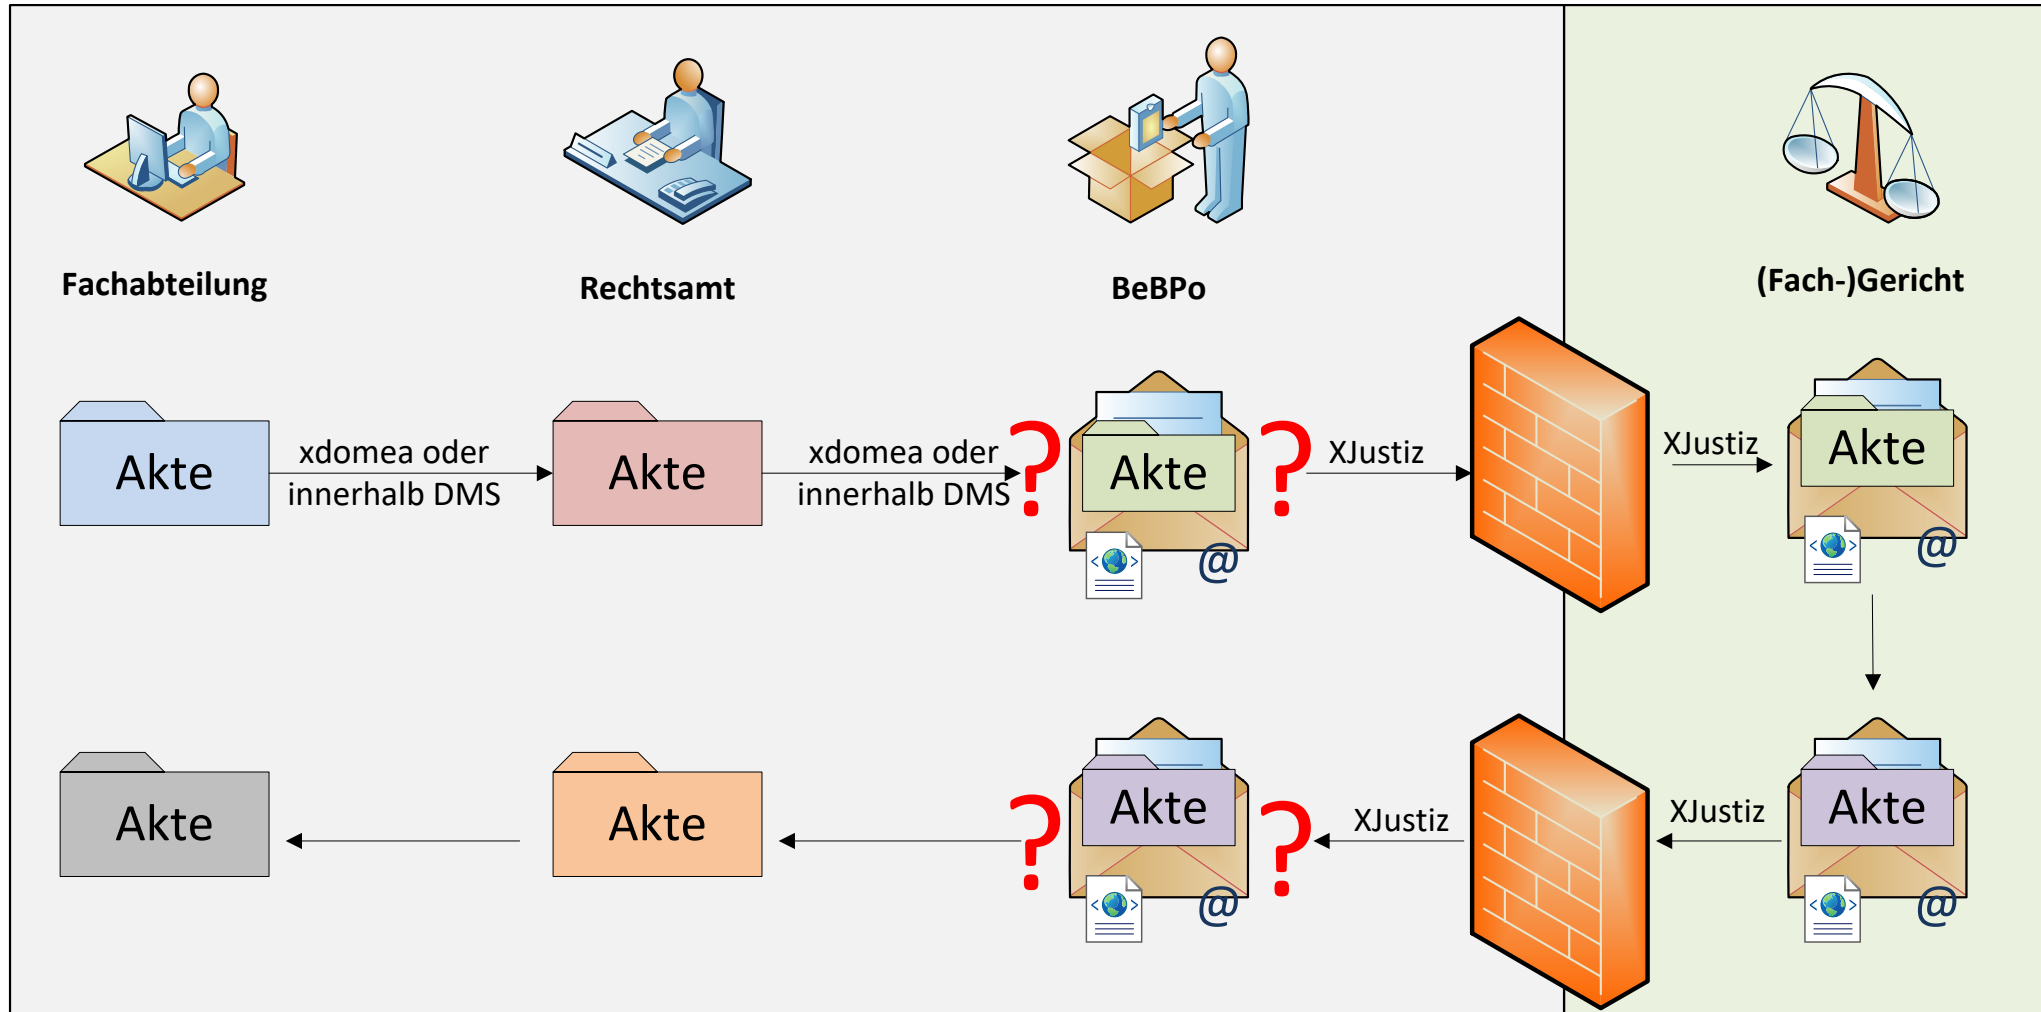 Fachabteilung
Rechtsamt
BeBPo
(Fach-)Gericht
Akte
xdomea oder
innerhalb DMS
Akte
xdomea oder
innerhalb DMS
?
Akte
< >
@
?
XJustiz
XJustiz
Akte
< >
@
Akte
Akte
?
Akte
< >
@
?
XJustiz
XJustiz
Akte
< >
@